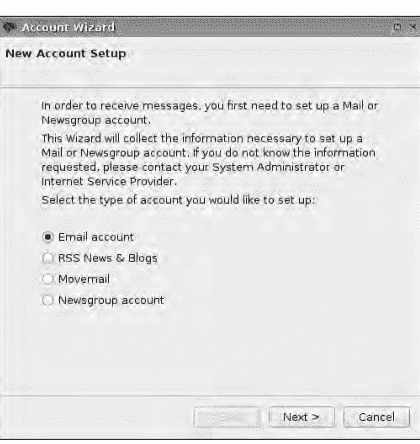 Account Wizard
New Account Setup
In order to receive messages, you first need to set up a Mail or
Newsgroup account.
This Wizard will collect the information necessary to set up a
Mail or Newsgroup account. If you do not know the information
requested, please contact your System Administrator or
Internet Service Provider.
Select the type of account you would like to set up:
Email account
RSS News & Blogs
Movemail
Newsgroup account
Next > Cancel